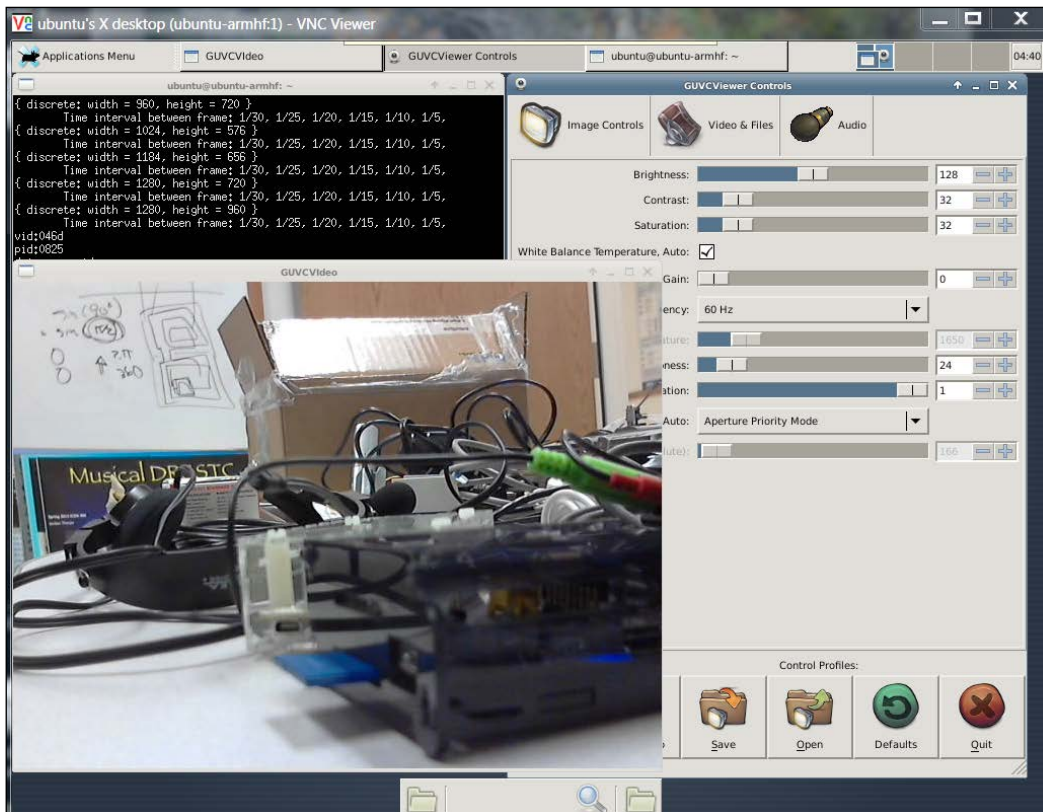 ubuntu's X desktop (ubuntu-armhf:1) - VNC Viewer
Applications Menu
GUVCVIdeo
GUVCViewer Controls
ubuntu@ubuntu-armhf: ~
04:40
ubuntu@ubuntu-armhf: ~
{ discrete: width = 960, height = 720 }
Time interval between frame: 1/30, 1/25, 1/20, 1/15, 1/10, 1/5,
{ discrete: width = 1024, height = 576 }
Time interval between frame: 1/30, 1/25, 1/20, 1/15, 1/10, 1/5,
{ discrete: width = 1184, height = 656 }
Time interval between frame: 1/30, 1/25, 1/20, 1/15, 1/10, 1/5,
{ discrete: width = 1280, height = 720 }
Time interval between frame: 1/30, 1/25, 1/20, 1/15, 1/10, 1/5,
{ discrete: width = 1280, height = 960 }
Time interval between frame: 1/30, 1/25, 1/20, 1/15, 1/10, 1/5,
vid:046d
pid:0825
GUVCVIdeo
Musical
GUVCViewer Controls
Image Controls
Video & Files
Audio
Brightness:
128
Contrast:
32
Saturation:
32
White Balance Temperature, Auto:
Gain:
0
ency:
60 Hz
ature:
1650
ness:
24
ation:
1
Auto:
Aperture Priority Mode
lute):
166
Control Profiles:
Save
Open
Defaults
Quit